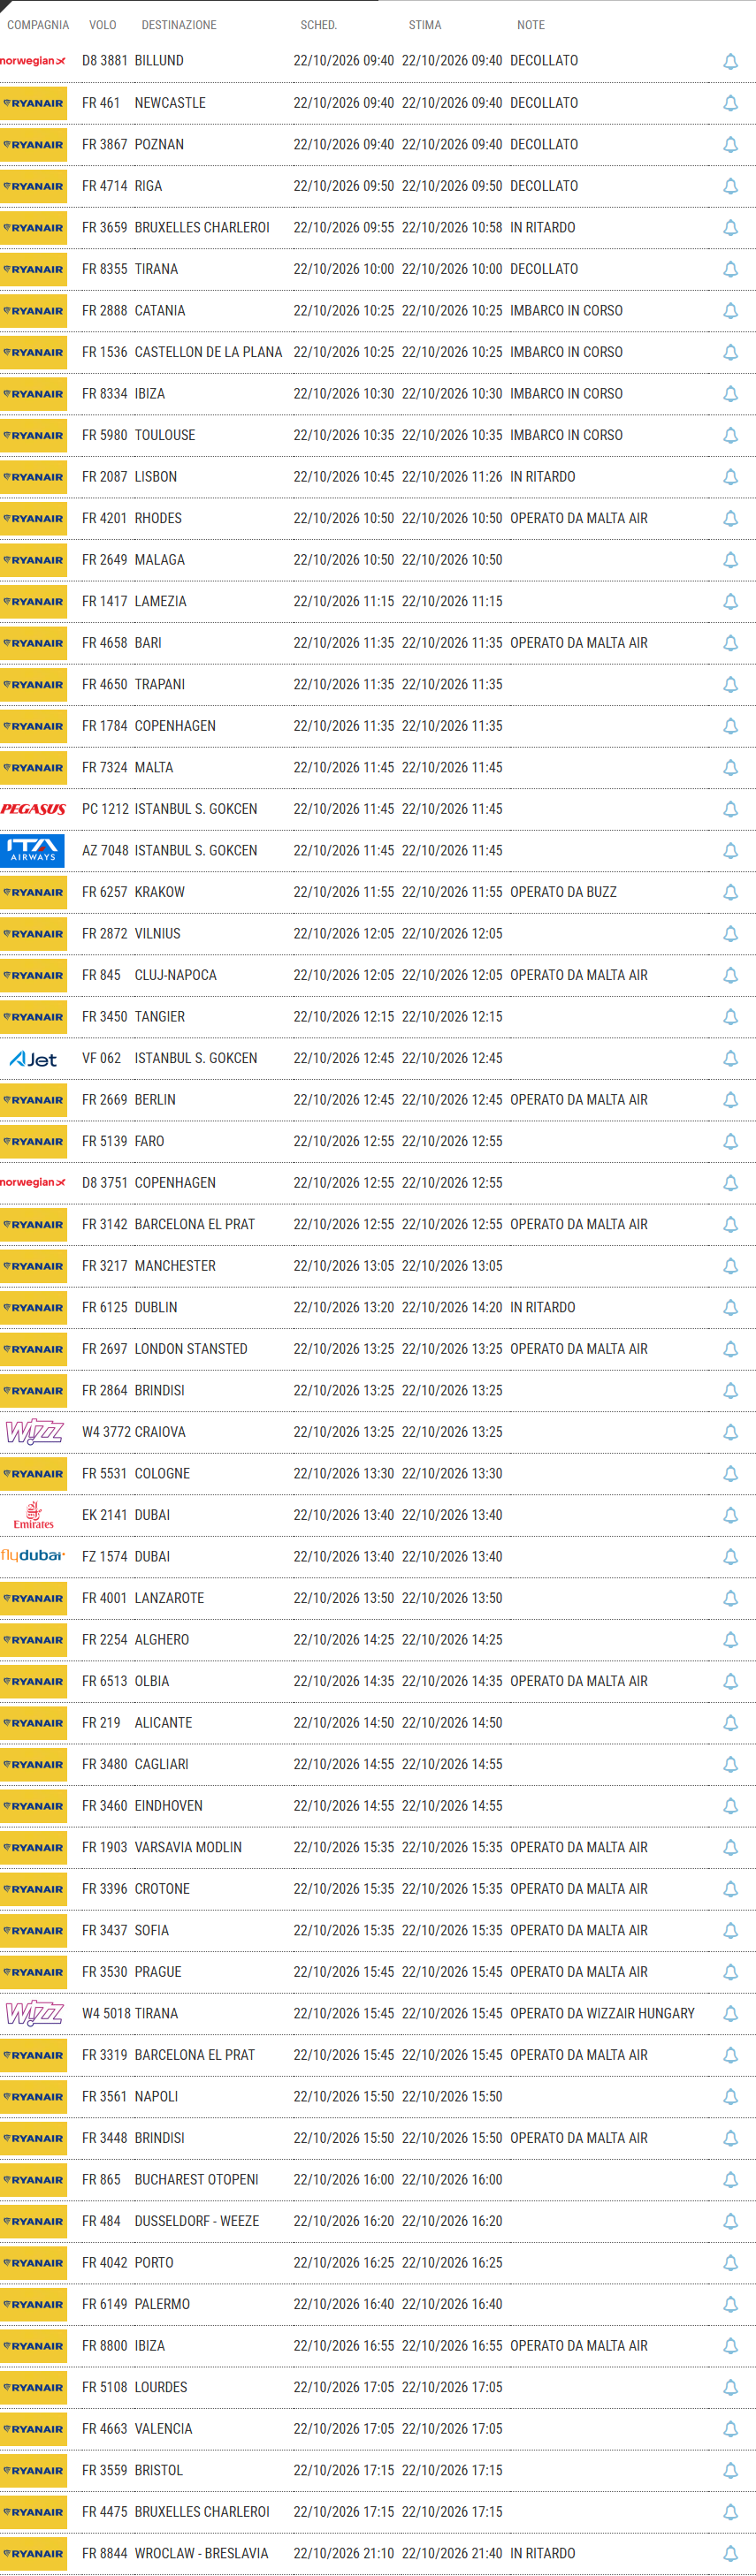 COMPAGNIA VOLO DESTINAZIONE SCHED. STIMA NOTE
norwegian D8 3881 BILLUND 22/10/2026 09:40 22/10/2026 09:40 DECOLLATO
RYANAIR FR 461 NEWCASTLE 22/10/2026 09:40 22/10/2026 09:40 DECOLLATO
RYANAIR FR 3867 POZNAN 22/10/2026 09:40 22/10/2026 09:40 DECOLLATO
RYANAIR FR 4714 RIGA 22/10/2026 09:50 22/10/2026 09:50 DECOLLATO
RYANAIR FR 3659 BRUXELLES CHARLEROI 22/10/2026 09:55 22/10/2026 10:58 IN RITARDO
RYANAIR FR 8355 TIRANA 22/10/2026 10:00 22/10/2026 10:00 DECOLLATO
RYANAIR FR 2888 CATANIA 22/10/2026 10:25 22/10/2026 10:25 IMBARCO IN CORSO
RYANAIR FR 1536 CASTELLON DE LA PLANA 22/10/2026 10:25 22/10/2026 10:25 IMBARCO IN CORSO
RYANAIR FR 8334 IBIZA 22/10/2026 10:30 22/10/2026 10:30 IMBARCO IN CORSO
RYANAIR FR 5980 TOULOUSE 22/10/2026 10:35 22/10/2026 10:35 IMBARCO IN CORSO
RYANAIR FR 2087 LISBON 22/10/2026 10:45 22/10/2026 11:26 IN RITARDO
RYANAIR FR 4201 RHODES 22/10/2026 10:50 22/10/2026 10:50 OPERATO DA MALTA AIR
RYANAIR FR 2649 MALAGA 22/10/2026 10:50 22/10/2026 10:50
RYANAIR FR 1417 LAMEZIA 22/10/2026 11:15 22/10/2026 11:15
RYANAIR FR 4658 BARI 22/10/2026 11:35 22/10/2026 11:35 OPERATO DA MALTA AIR
RYANAIR FR 4650 TRAPANI 22/10/2026 11:35 22/10/2026 11:35
RYANAIR FR 1784 COPENHAGEN 22/10/2026 11:35 22/10/2026 11:35
RYANAIR FR 7324 MALTA 22/10/2026 11:45 22/10/2026 11:45
PEGASUS PC 1212 ISTANBUL S. GOKCEN 22/10/2026 11:45 22/10/2026 11:45
ITA AIRWAYS AZ 7048 ISTANBUL S. GOKCEN 22/10/2026 11:45 22/10/2026 11:45
RYANAIR FR 6257 KRAKOW 22/10/2026 11:55 22/10/2026 11:55 OPERATO DA BUZZ
RYANAIR FR 2872 VILNIUS 22/10/2026 12:05 22/10/2026 12:05
RYANAIR FR 845 CLUJ-NAPOCA 22/10/2026 12:05 22/10/2026 12:05 OPERATO DA MALTA AIR
RYANAIR FR 3450 TANGIER 22/10/2026 12:15 22/10/2026 12:15
AJet VF 062 ISTANBUL S. GOKCEN 22/10/2026 12:45 22/10/2026 12:45
RYANAIR FR 2669 BERLIN 22/10/2026 12:45 22/10/2026 12:45 OPERATO DA MALTA AIR
RYANAIR FR 5139 FARO 22/10/2026 12:55 22/10/2026 12:55
norwegian D8 3751 COPENHAGEN 22/10/2026 12:55 22/10/2026 12:55
RYANAIR FR 3142 BARCELONA EL PRAT 22/10/2026 12:55 22/10/2026 12:55 OPERATO DA MALTA AIR
RYANAIR FR 3217 MANCHESTER 22/10/2026 13:05 22/10/2026 13:05
RYANAIR FR 6125 DUBLIN 22/10/2026 13:20 22/10/2026 14:20 IN RITARDO
RYANAIR FR 2697 LONDON STANSTED 22/10/2026 13:25 22/10/2026 13:25 OPERATO DA MALTA AIR
RYANAIR FR 2864 BRINDISI 22/10/2026 13:25 22/10/2026 13:25
WIZZ W4 3772 CRAIOVA 22/10/2026 13:25 22/10/2026 13:25
RYANAIR FR 5531 COLOGNE 22/10/2026 13:30 22/10/2026 13:30
Emirates EK 2141 DUBAI 22/10/2026 13:40 22/10/2026 13:40
flydubai FZ 1574 DUBAI 22/10/2026 13:40 22/10/2026 13:40
RYANAIR FR 4001 LANZAROTE 22/10/2026 13:50 22/10/2026 13:50
RYANAIR FR 2254 ALGHERO 22/10/2026 14:25 22/10/2026 14:25
RYANAIR FR 6513 OLBIA 22/10/2026 14:35 22/10/2026 14:35 OPERATO DA MALTA AIR
RYANAIR FR 219 ALICANTE 22/10/2026 14:50 22/10/2026 14:50
RYANAIR FR 3480 CAGLIARI 22/10/2026 14:55 22/10/2026 14:55
RYANAIR FR 3460 EINDHOVEN 22/10/2026 14:55 22/10/2026 14:55
RYANAIR FR 1903 VARSAVIA MODLIN 22/10/2026 15:35 22/10/2026 15:35 OPERATO DA MALTA AIR
RYANAIR FR 3396 CROTONE 22/10/2026 15:35 22/10/2026 15:35 OPERATO DA MALTA AIR
RYANAIR FR 3437 SOFIA 22/10/2026 15:35 22/10/2026 15:35 OPERATO DA MALTA AIR
RYANAIR FR 3530 PRAGUE 22/10/2026 15:45 22/10/2026 15:45 OPERATO DA MALTA AIR
WIZZ W4 5018 TIRANA 22/10/2026 15:45 22/10/2026 15:45 OPERATO DA WIZZAIR HUNGARY
RYANAIR FR 3319 BARCELONA EL PRAT 22/10/2026 15:45 22/10/2026 15:45 OPERATO DA MALTA AIR
RYANAIR FR 3561 NAPOLI 22/10/2026 15:50 22/10/2026 15:50
RYANAIR FR 3448 BRINDISI 22/10/2026 15:50 22/10/2026 15:50 OPERATO DA MALTA AIR
RYANAIR FR 865 BUCHAREST OTOPENI 22/10/2026 16:00 22/10/2026 16:00
RYANAIR FR 484 DUSSELDORF - WEEZE 22/10/2026 16:20 22/10/2026 16:20
RYANAIR FR 4042 PORTO 22/10/2026 16:25 22/10/2026 16:25
RYANAIR FR 6149 PALERMO 22/10/2026 16:40 22/10/2026 16:40
RYANAIR FR 8800 IBIZA 22/10/2026 16:55 22/10/2026 16:55 OPERATO DA MALTA AIR
RYANAIR FR 5108 LOURDES 22/10/2026 17:05 22/10/2026 17:05
RYANAIR FR 4663 VALENCIA 22/10/2026 17:05 22/10/2026 17:05
RYANAIR FR 3559 BRISTOL 22/10/2026 17:15 22/10/2026 17:15
RYANAIR FR 4475 BRUXELLES CHARLEROI 22/10/2026 17:15 22/10/2026 17:15
RYANAIR FR 8844 WROCLAW - BRESLAVIA 22/10/2026 21:10 22/10/2026 21:40 IN RITARDO